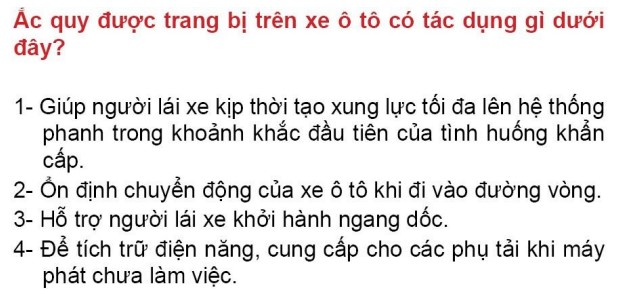 Ắc quy được trang bị trên xe ô tô có tác dụng gì dưới
đây?
1- Giúp người lái xe kịp thời tạo xung lực tối đa lên hệ thống
phanh trong khoảnh khắc đầu tiên của tình huống khẩn
cấp.
2- Ổn định chuyển động của xe ô tô khi đi vào đường vòng.
3- Hỗ trợ người lái xe khởi hành ngang dốc.
4- Để tích trữ điện năng, cung cấp cho các phụ tải khi máy
phát chưa làm việc.